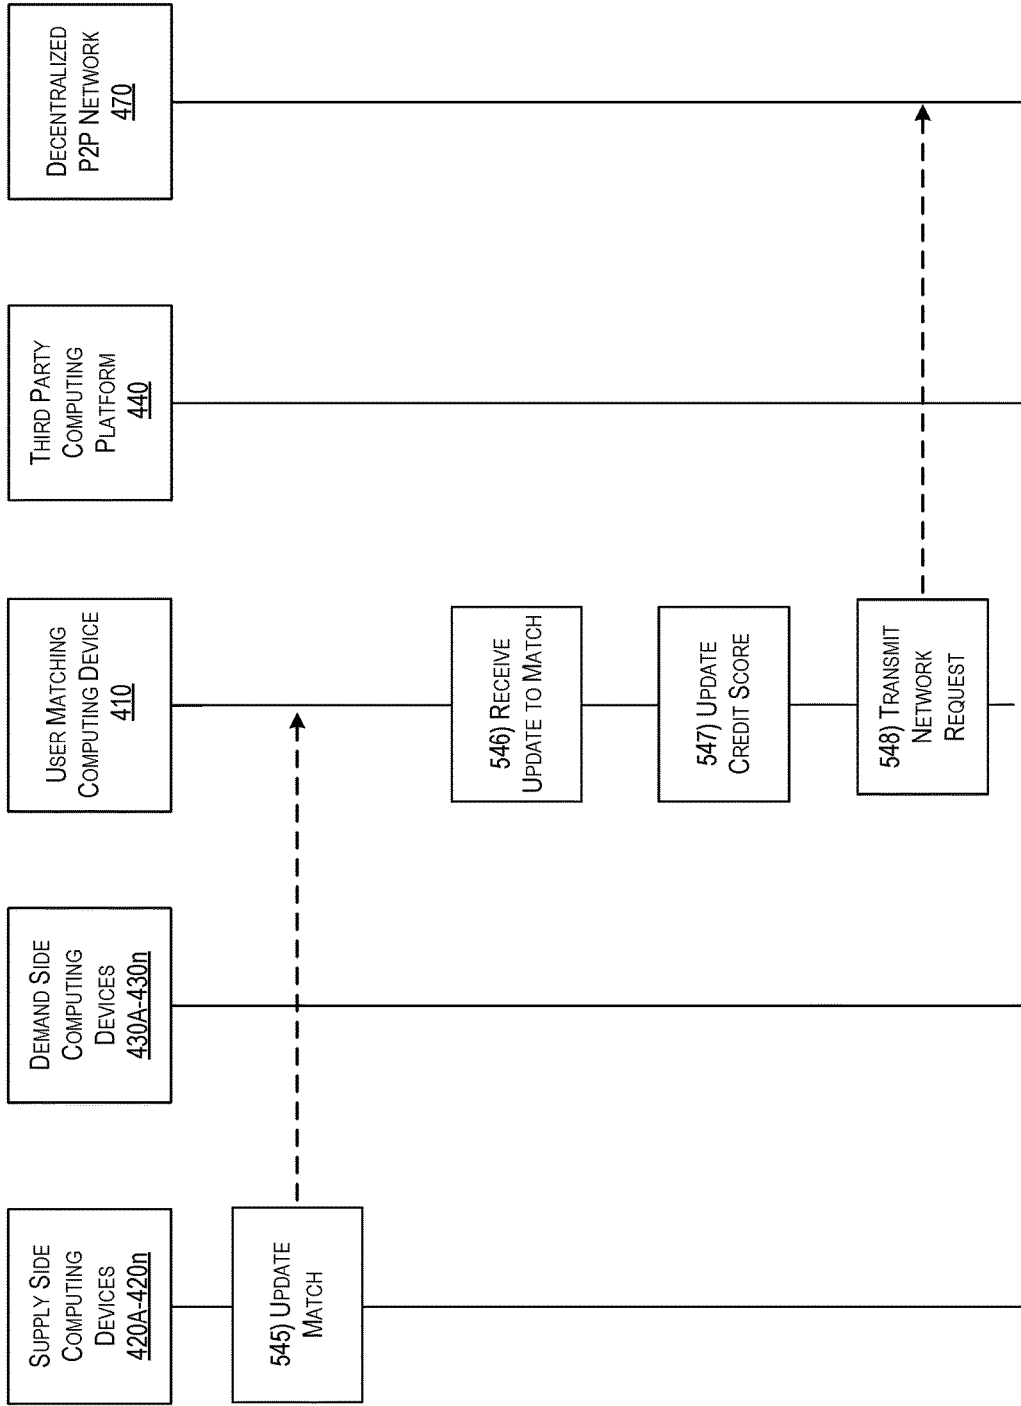 SUPPLY SIDE
COMPUTING
DEVICES
420A-420n
DEMAND SIDE
COMPUTING
DEVICES
430A-430n
USER MATCHING
COMPUTING DEVICE
410
THIRD PARTY
COMPUTING
PLATFORM
440
DECENTRALIZED
P2P NETWORK
470
545) UPDATE
MATCH
546) RECEIVE
UPDATE TO MATCH
547) UPDATE
CREDIT SCORE
548) TRANSMIT
NETWORK
REQUEST